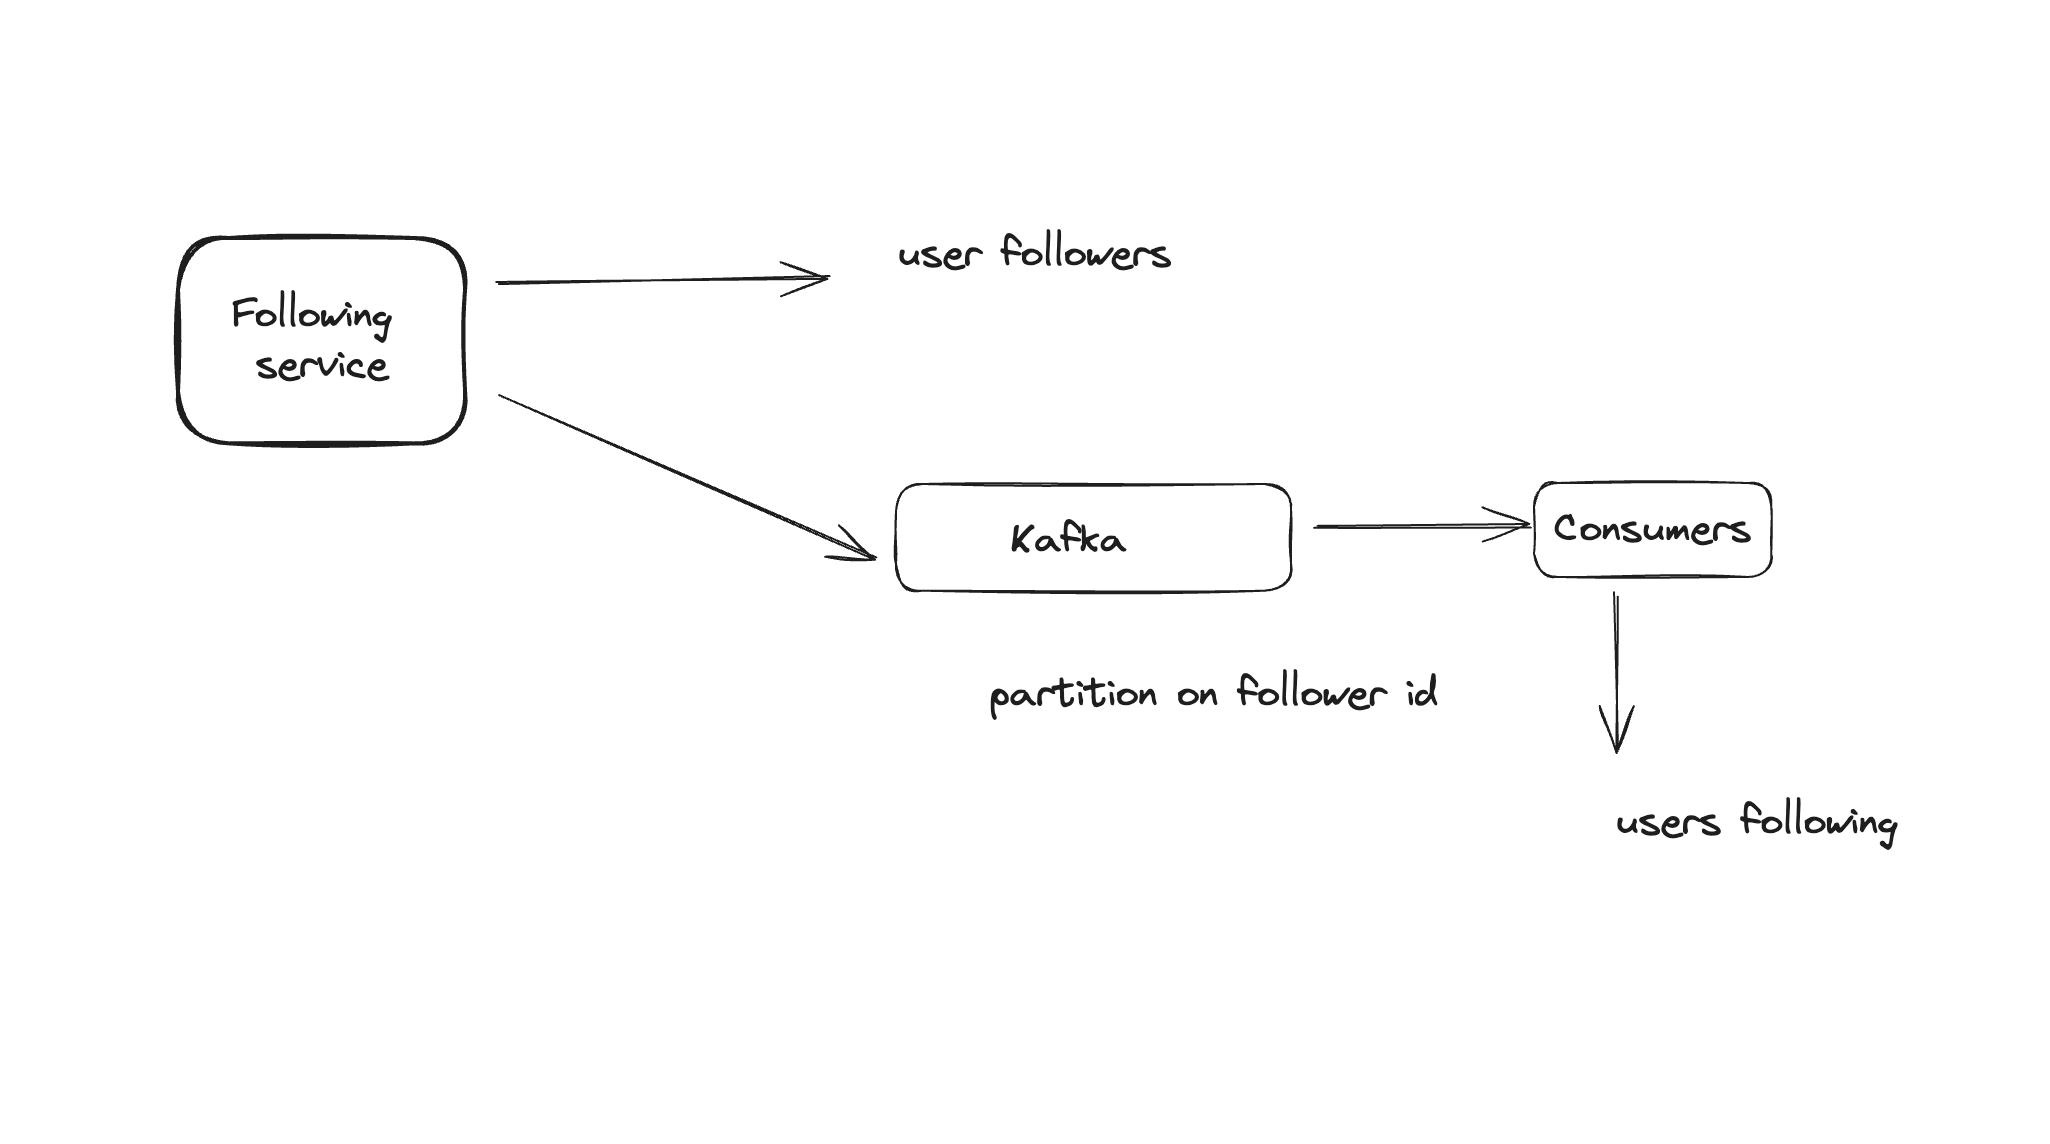 user followers
Following
service
Kafka
Consumers
partition on follower id
users following